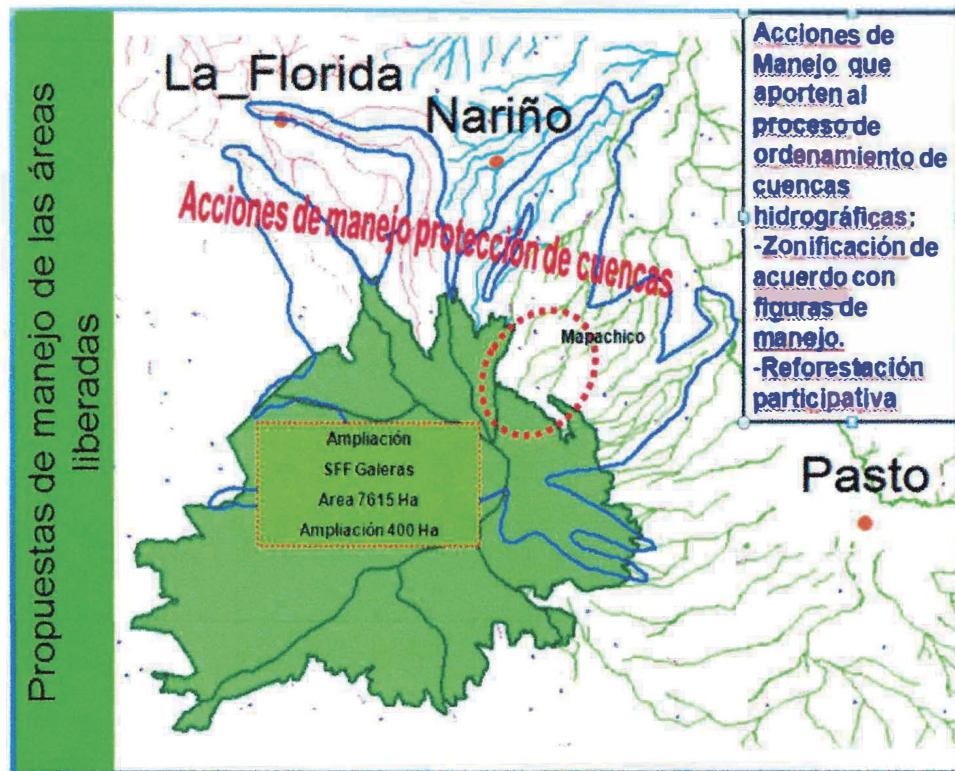 Propuestas de manejo de las áreas
liberadas
La_Florida
Nariño
Acciones de manejo protección de cuencas
Mapachico
Ampliación
SFF Galeras
Area 7615 Ha
Ampliación 400 Ha
Pasto
Acciones de
Manejo que
aporten al
proceso de
ordenamiento de
cuencas
hidrográficas:
-Zonificación de
acuerdo con
figuras de
manejo.
-Reforestación
participativa